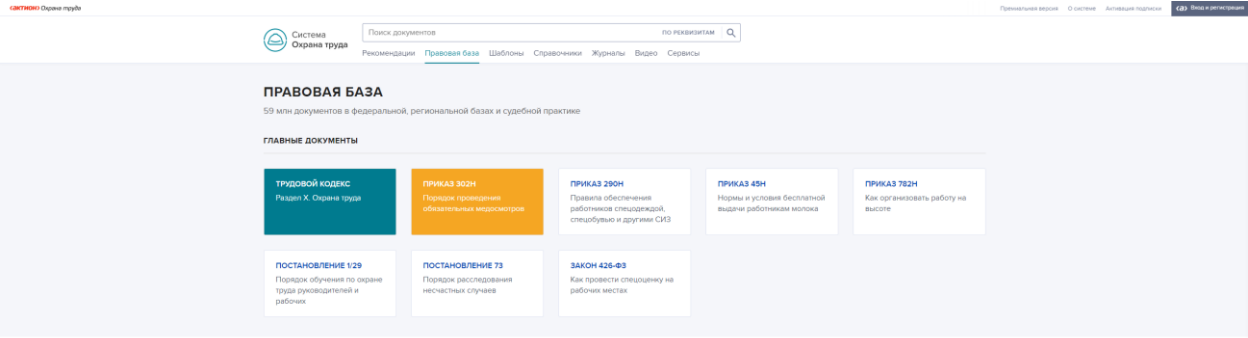 ‹актион› Охрана труда
Премиальная версия О системе Активация подписки Вход и регистрация
Система
Охрана труда
Поиск документов ПО РЕКВИЗИТАМ
Рекомендации Правовая база Шаблоны Справочники Журналы Видео Сервисы
ПРАВОВАЯ БАЗА
59 млн документов в федеральной, региональной базах и судебной практике
ГЛАВНЫЕ ДОКУМЕНТЫ
ТРУДОВОЙ КОДЕКС
Раздел X. Охрана труда
ПРИКАЗ 302Н
Порядок проведения
обязательных медосмотров
ПРИКАЗ 290Н
Правила обеспечения
работников спецодеждой,
спецобувью и другими СИЗ
ПРИКАЗ 45Н
Нормы и условия бесплатной
выдачи работникам молока
ПРИКАЗ 782Н
Как организовать работу на
высоте
ПОСТАНОВЛЕНИЕ 1/29
Порядок обучения по охране
труда руководителей и
рабочих
ПОСТАНОВЛЕНИЕ 73
Порядок расследования
несчастных случаев
ЗАКОН 426-ФЗ
Как провести спецоценку на
рабочих местах